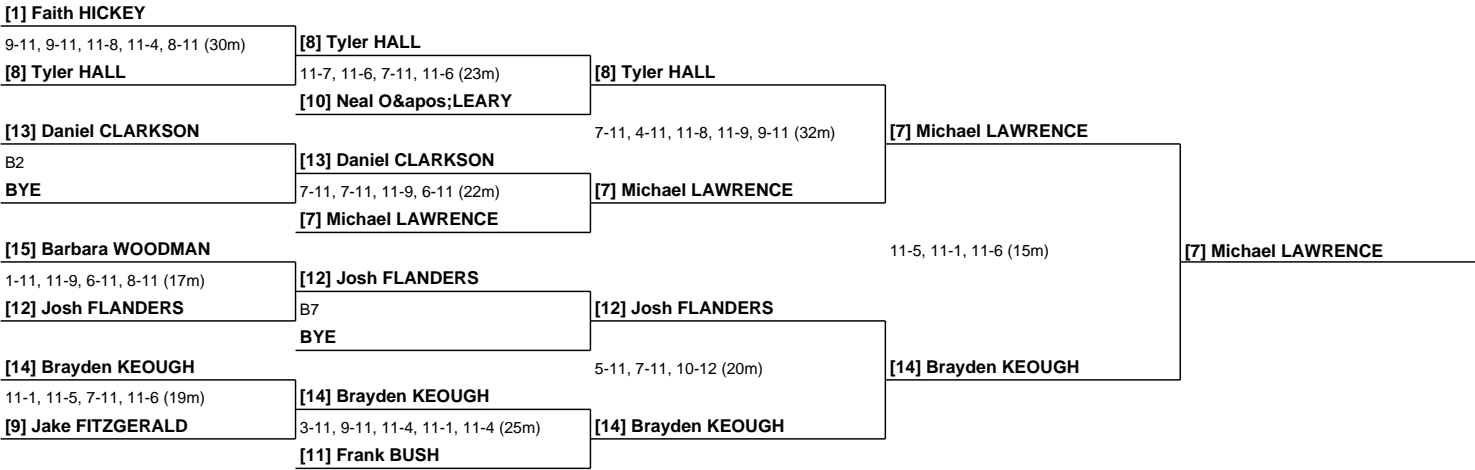 [1] Faith HICKEY
9-11, 9-11, 11-8, 11-4, 8-11 (30m)
[8] Tyler HALL
[8] Tyler HALL
11-7, 11-6, 7-11, 11-6 (23m)
[10] Neal O&apos;LEARY
[8] Tyler HALL
[13] Daniel CLARKSON
B2
BYE
[13] Daniel CLARKSON
7-11, 7-11, 11-9, 6-11 (22m)
[7] Michael LAWRENCE
[7] Michael LAWRENCE
7-11, 4-11, 11-8, 11-9, 9-11 (32m)
[7] Michael LAWRENCE
[15] Barbara WOODMAN
1-11, 11-9, 6-11, 8-11 (17m)
[12] Josh FLANDERS
[12] Josh FLANDERS
B7
BYE
[12] Josh FLANDERS
[14] Brayden KEOUGH
11-1, 11-5, 7-11, 11-6 (19m)
[9] Jake FITZGERALD
[14] Brayden KEOUGH
3-11, 9-11, 11-4, 11-1, 11-4 (25m)
[11] Frank BUSH
[14] Brayden KEOUGH
5-11, 7-11, 10-12 (20m)
[14] Brayden KEOUGH
11-5, 11-1, 11-6 (15m)
[7] Michael LAWRENCE